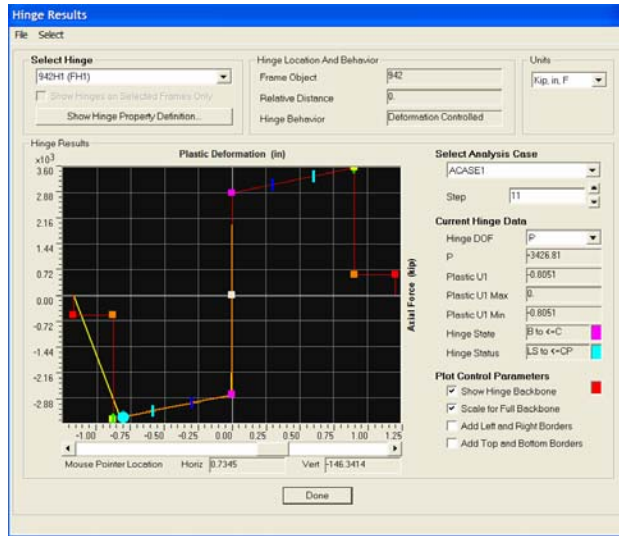 Hinge Results
File Select
Select Hinge
942H1 (FH1)
Show Hinges on Selected Frames Only
Show Hinge Property Definition...
Hinge Location And Behavior
Frame Object 942
Relative Distance 0.
Hinge Behavior Deformation Controlled
Units
Kip, in, F
Hinge Results
x10³
Plastic Deformation (in)
3.60
2.88
2.16
1.44
0.72
0.00
-0.72
-1.44
-2.16
-2.88
-1.00 -0.75 -0.50 -0.25 0.00 0.25 0.50 0.75 1.00 1.25
Axial Force (kip)
Mouse Pointer Location Horiz 0.7345 Vert -146.3414
Select Analysis Case
ACASE1
Step 11
Current Hinge Data
Hinge DOF P
P -3426.81
Plastic U1 -0.8051
Plastic U1 Max 0.
Plastic U1 Min -0.8051
Hinge State B to <=C
Hinge Status LS to <=CP
Plot Control Parameters
Show Hinge Backbone
Scale for Full Backbone
Add Left and Right Borders
Add Top and Bottom Borders
Done